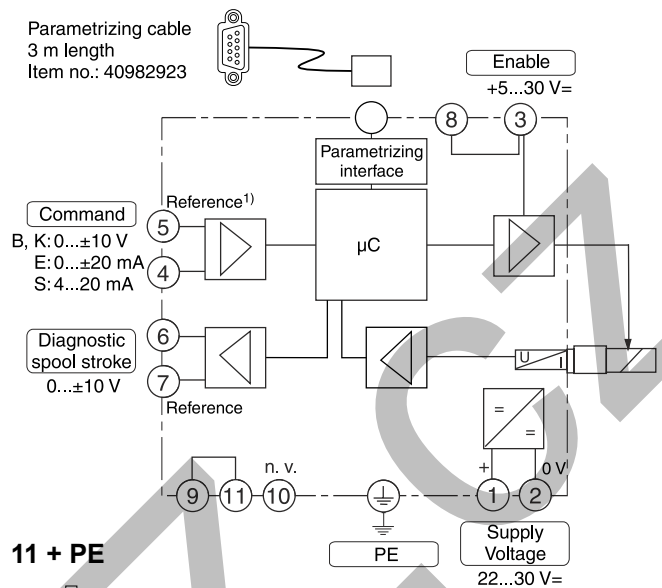 Parametrizing cable
3 m length
Item no.: 40982923
Enable
+5...30 V=
8
3
Parametrizing
interface
Reference1)
Command
5
B, K: 0...±10 V
E: 0...±20 mA
S: 4...20 mA
4
µC
Diagnostic
spool stroke
0...±10 V
6
7
Reference
U
I
=
=
+
0 V
n. v.
9
11
10
1
2
11 + PE
PE
Supply
Voltage
22...30 V=